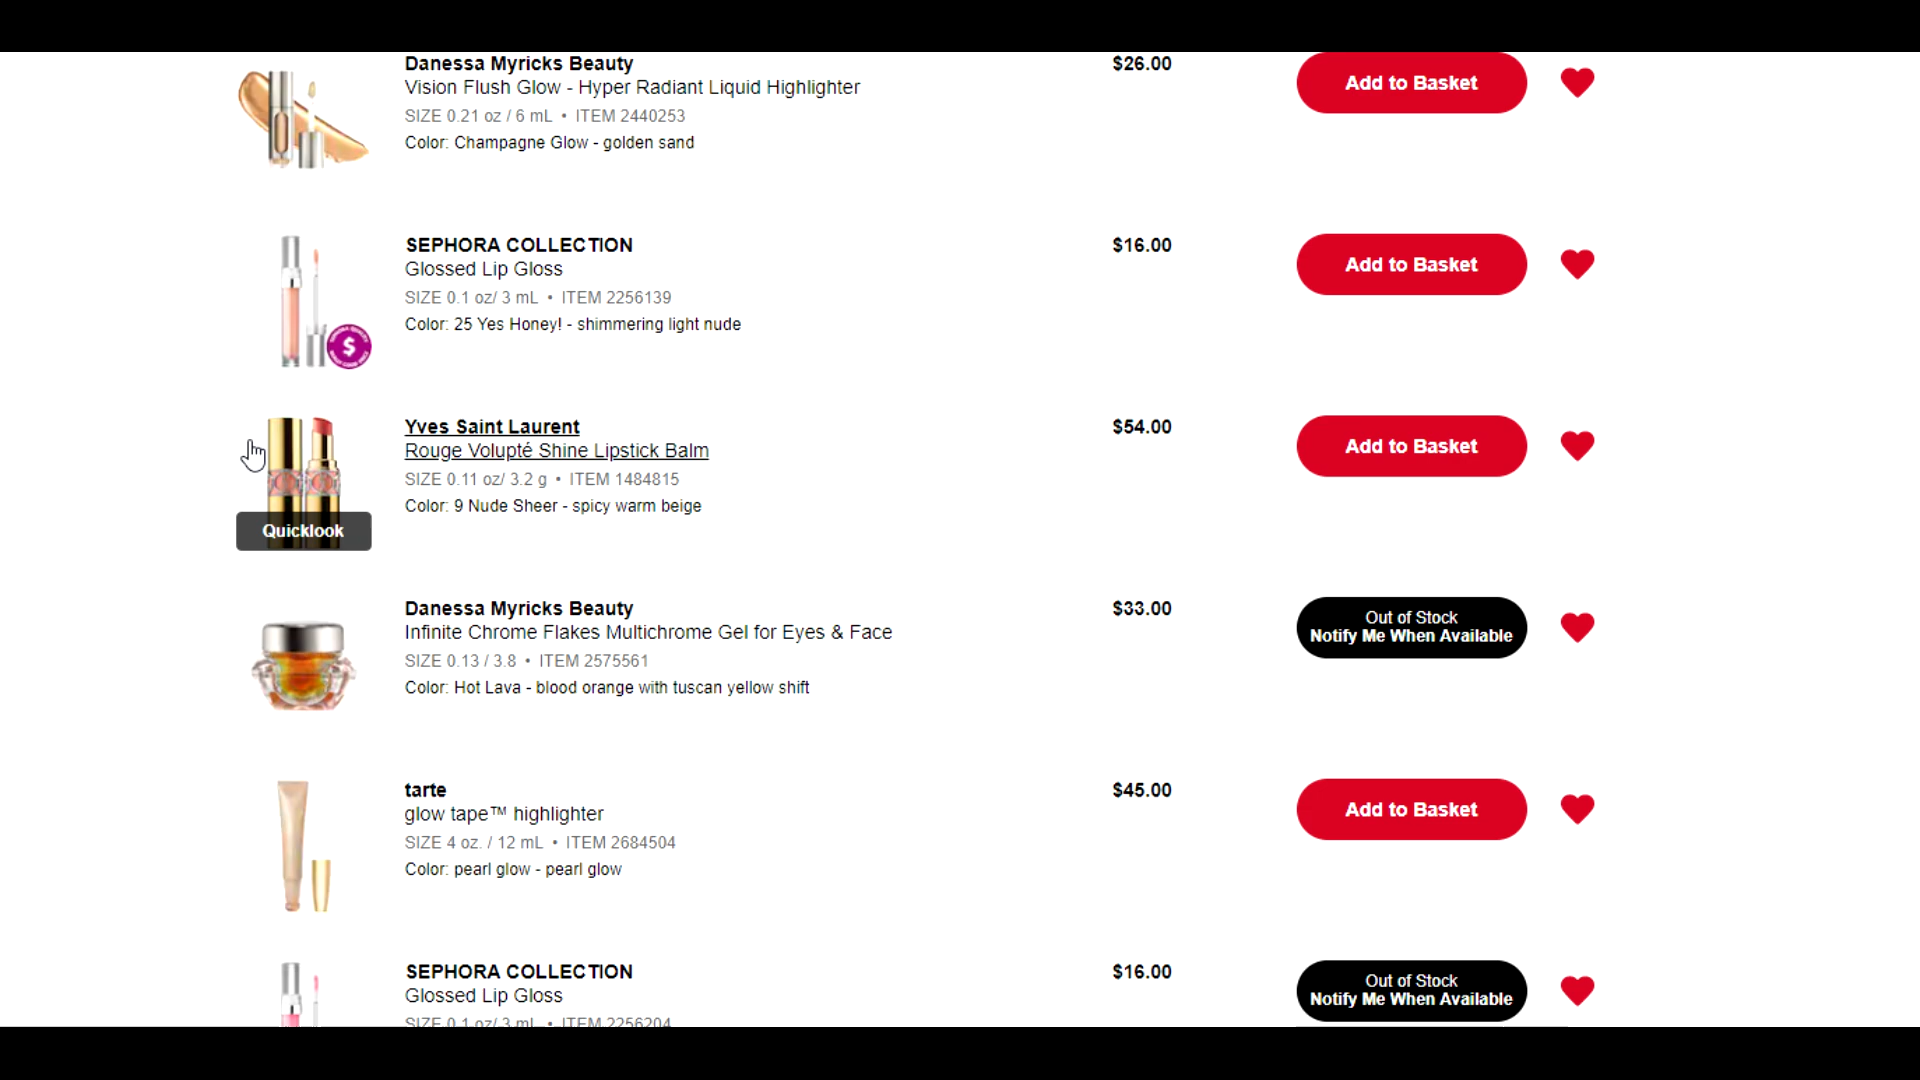 Danessa Myricks Beauty
Vision Flush Glow - Hyper Radiant Liquid Highlighter
SIZE 0.21 oz / 6 mL • ITEM 2440253
Color: Champagne Glow - golden sand
$26.00
Add to Basket
SEPHORA COLLECTION
Glossed Lip Gloss
SIZE 0.1 oz/ 3 mL • ITEM 2256139
Color: 25 Yes Honey! - shimmering light nude
$16.00
Add to Basket
$
Yves Saint Laurent
Rouge Volupté Shine Lipstick Balm
SIZE 0.11 oz/ 3.2 g • ITEM 1484815
Color: 9 Nude Sheer - spicy warm beige
$54.00
Add to Basket
Quicklook
Danessa Myricks Beauty
Infinite Chrome Flakes Multichrome Gel for Eyes & Face
SIZE 0.13 / 3.8 • ITEM 2575561
Color: Hot Lava - blood orange with tuscan yellow shift
$33.00
Out of Stock
Notify Me When Available
tarte
glow tape™ highlighter
SIZE 4 oz. / 12 mL • ITEM 2684504
Color: pearl glow - pearl glow
$45.00
Add to Basket
SEPHORA COLLECTION
Glossed Lip Gloss
SIZE 0.1 oz/ 3 mL • ITEM 2256204
$16.00
Out of Stock
Notify Me When Available